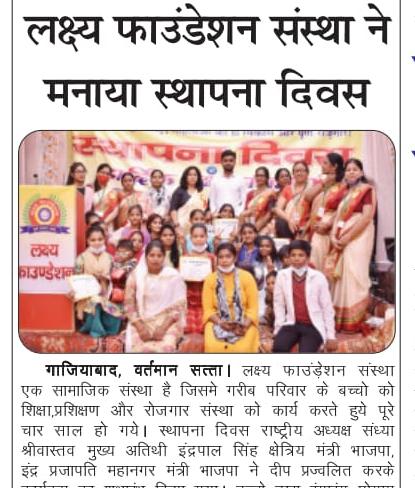 लक्ष्य फाउंडेशन संस्था ने
मनाया स्थापना दिवस
स्थापना दिवस
लक्ष्य
फाउण्डेशन
गाजियाबाद, वर्तमान सत्ता। लक्ष्य फाउंड़ेशन संस्था
एक सामाजिक संस्था है जिसमे गरीब परिवार के बच्चो को
शिक्षा,प्रशिक्षण और रोजगार संस्था को कार्य करते हुये पूरे
चार साल हो गये। स्थापना दिवस राष्ट्रीय अध्यक्ष संध्या
श्रीवास्तव मुख्य अतिथी इंद्रपाल सिंह क्षेत्रिय मंत्री भाजपा,
इंद्र प्रजापति महानगर मंत्री भाजपा ने दीप प्रज्वलित करके